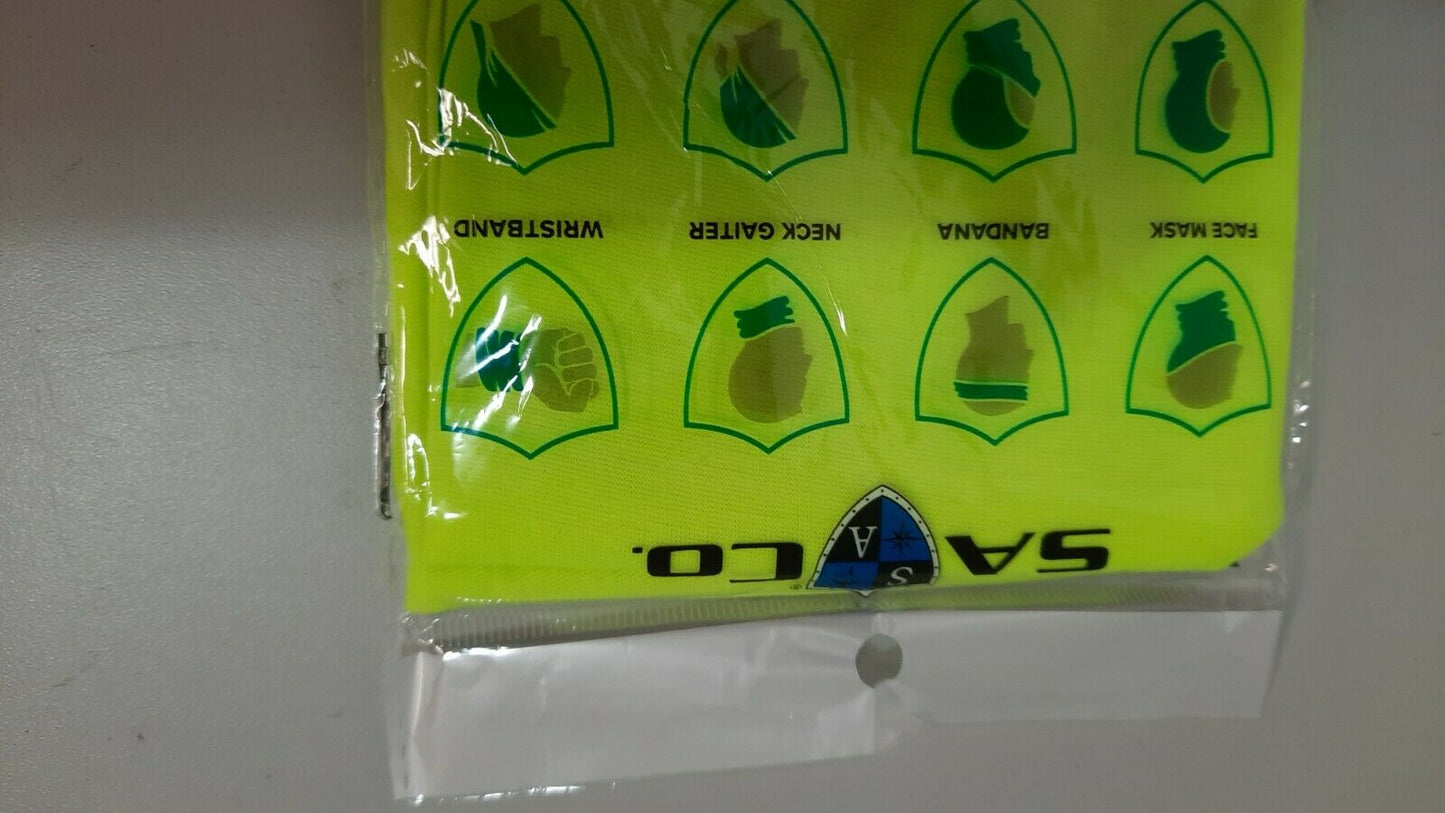 SA
S
A
® CO.
FACE MASK
BANDANA
NECK GAITER
WRISTBAND